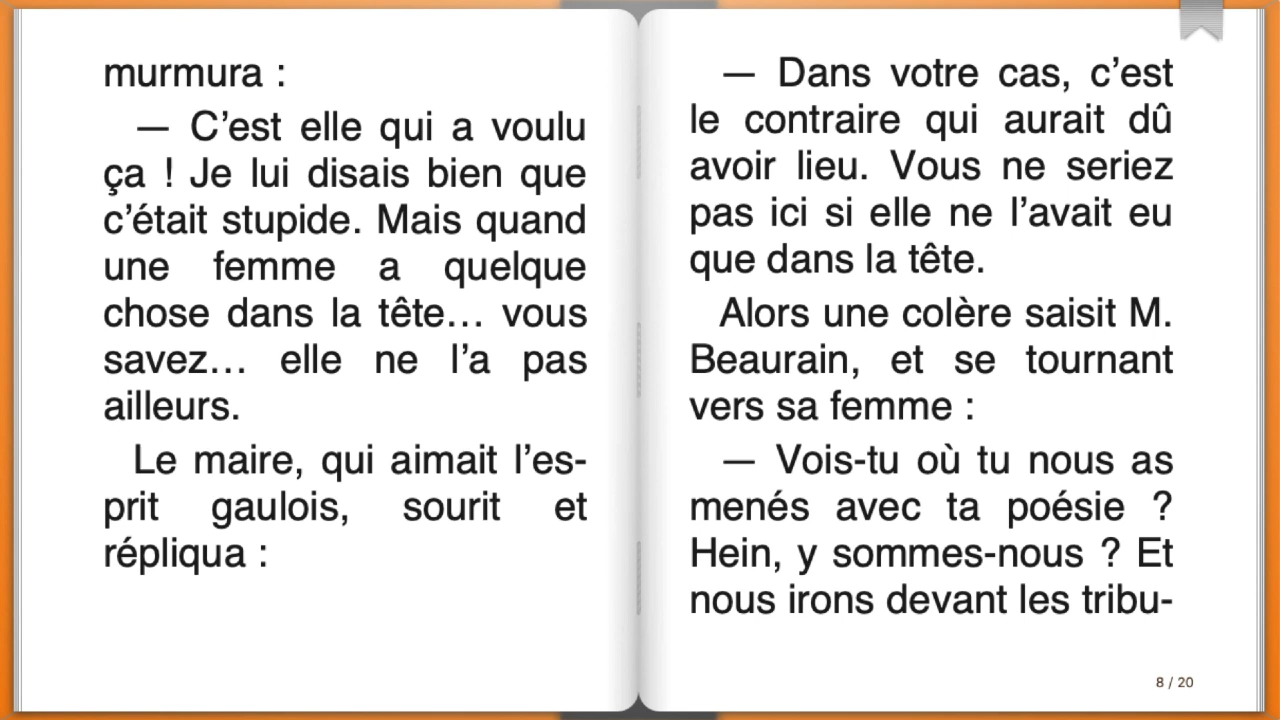 murmura :
— C’est elle qui a voulu
ça ! Je lui disais bien que
c’était stupide. Mais quand
une femme a quelque
chose dans la tête… vous
savez… elle ne l’a pas
ailleurs.
Le maire, qui aimait l’es-
prit gaulois, sourit et
répliqua :
— Dans votre cas, c’est
le contraire qui aurait dû
avoir lieu. Vous ne seriez
pas ici si elle ne l’avait eu
que dans la tête.
Alors une colère saisit M.
Beaurain, et se tournant
vers sa femme :
— Vois-tu où tu nous as
menés avec ta poésie ?
Hein, y sommes-nous ? Et
nous irons devant les tribu-
8 / 20